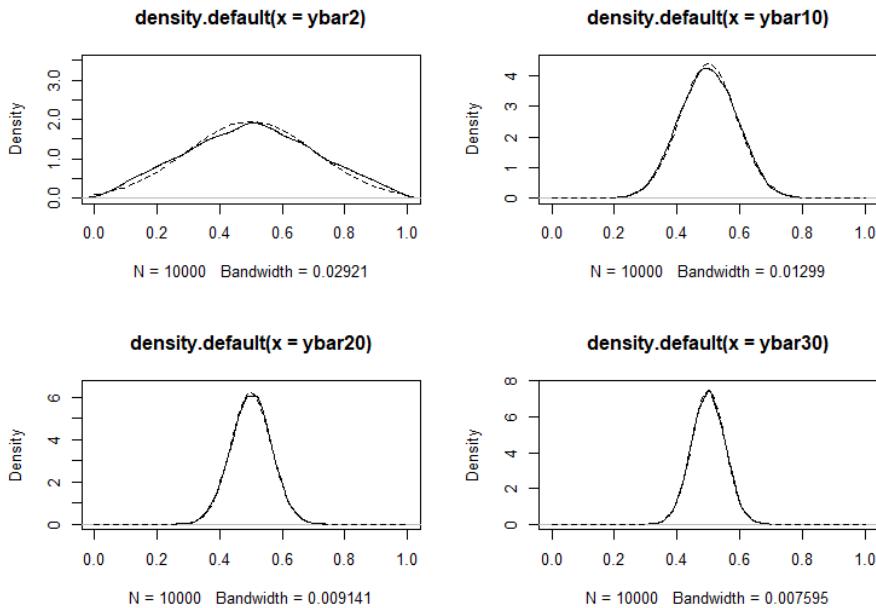 density.default(x = ybar2)
Density
0.0 1.0 2.0 3.0
0.0 0.2 0.4 0.6 0.8 1.0
N = 10000 Bandwidth = 0.02921
density.default(x = ybar10)
Density
0 1 2 3 4
0.0 0.2 0.4 0.6 0.8 1.0
N = 10000 Bandwidth = 0.01299
density.default(x = ybar20)
Density
0 2 4 6
0.0 0.2 0.4 0.6 0.8 1.0
N = 10000 Bandwidth = 0.009141
density.default(x = ybar30)
Density
0 2 4 6 8
0.0 0.2 0.4 0.6 0.8 1.0
N = 10000 Bandwidth = 0.007595